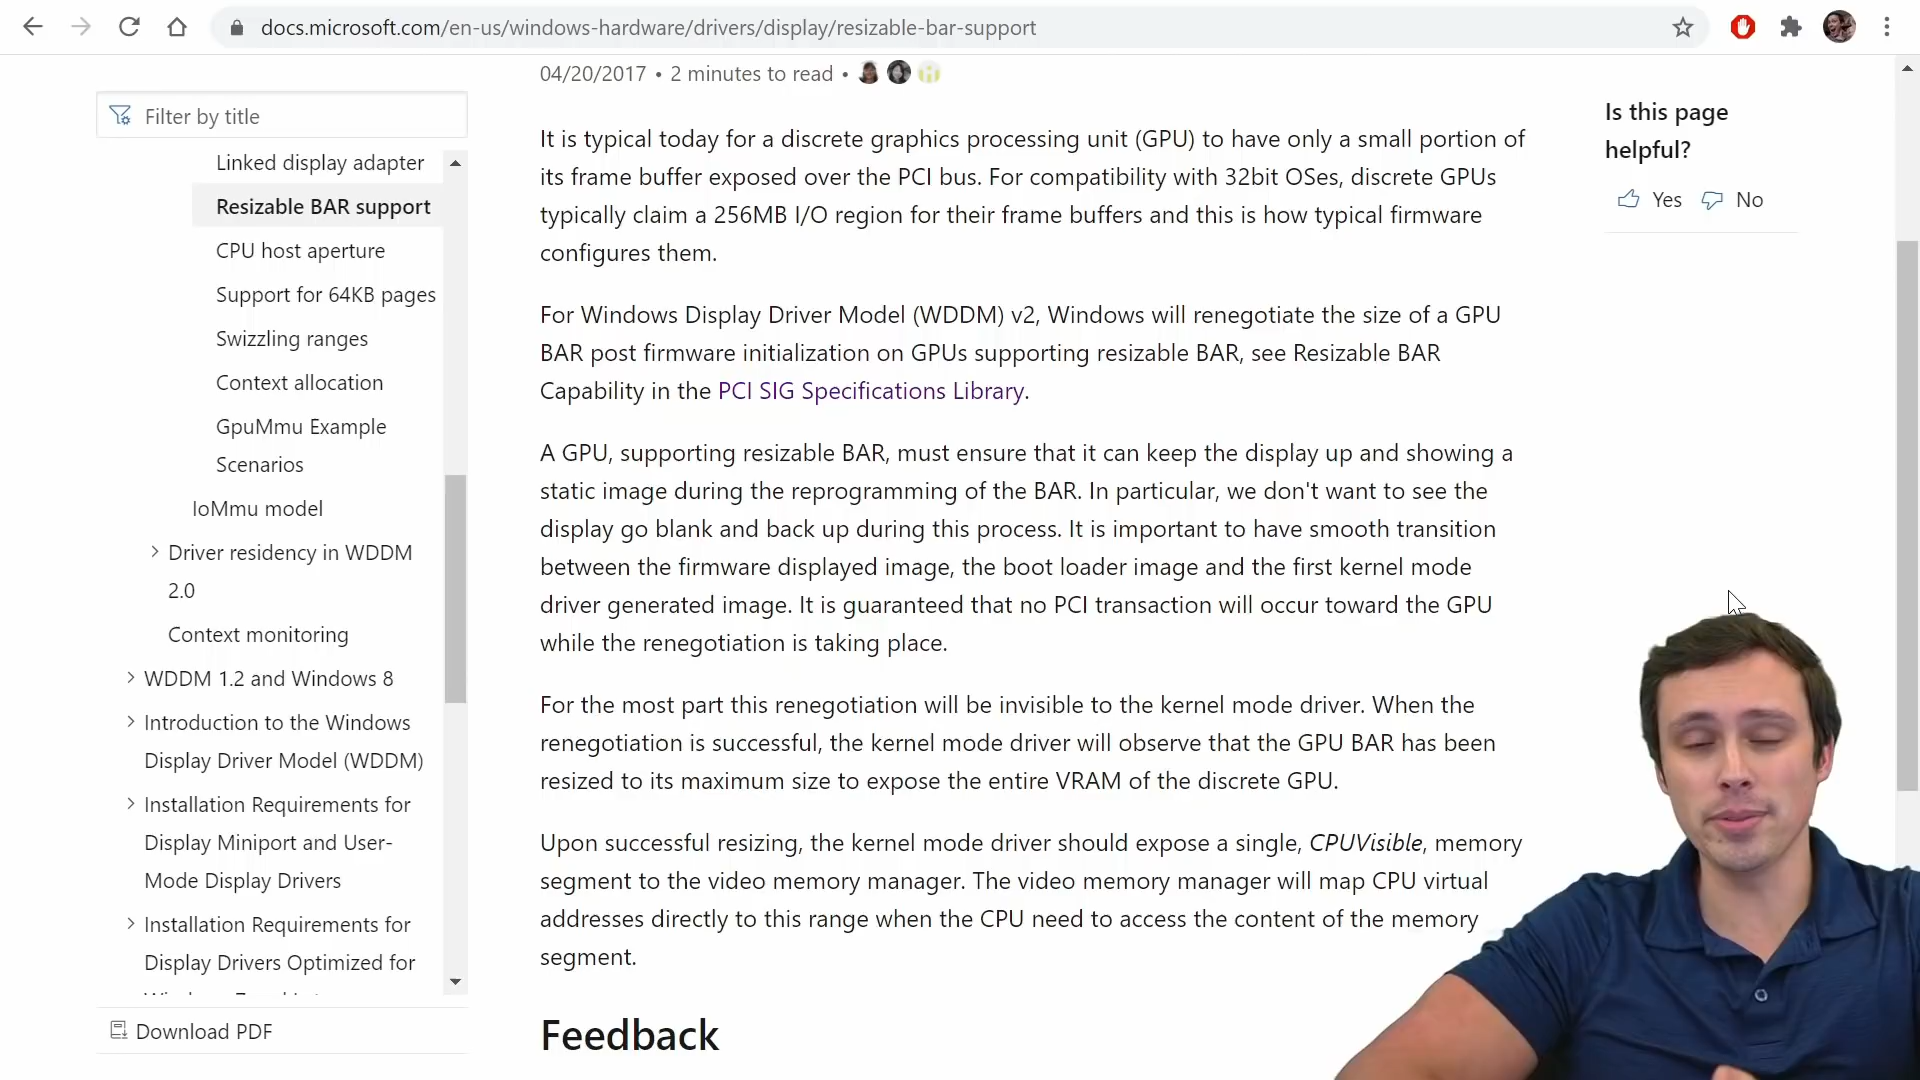 docs.microsoft.com/en-us/windows-hardware/drivers/display/resizable-bar-support
04/20/2017 • 2 minutes to read •
Filter by title
Linked display adapter
Resizable BAR support
CPU host aperture
Support for 64KB pages
Swizzling ranges
Context allocation
GpuMmu Example
Scenarios
IoMmu model
Driver residency in WDDM
2.0
Context monitoring
WDDM 1.2 and Windows 8
Introduction to the Windows
Display Driver Model (WDDM)
Installation Requirements for
Display Miniport and User-
Mode Display Drivers
Installation Requirements for
Display Drivers Optimized for
Download PDF
It is typical today for a discrete graphics processing unit (GPU) to have only a small portion of
its frame buffer exposed over the PCI bus. For compatibility with 32bit OSes, discrete GPUs
typically claim a 256MB I/O region for their frame buffers and this is how typical firmware
configures them.
For Windows Display Driver Model (WDDM) v2, Windows will renegotiate the size of a GPU
BAR post firmware initialization on GPUs supporting resizable BAR, see Resizable BAR
Capability in the PCI SIG Specifications Library.
A GPU, supporting resizable BAR, must ensure that it can keep the display up and showing a
static image during the reprogramming of the BAR. In particular, we don't want to see the
display go blank and back up during this process. It is important to have smooth transition
between the firmware displayed image, the boot loader image and the first kernel mode
driver generated image. It is guaranteed that no PCI transaction will occur toward the GPU
while the renegotiation is taking place.
For the most part this renegotiation will be invisible to the kernel mode driver. When the
renegotiation is successful, the kernel mode driver will observe that the GPU BAR has been
resized to its maximum size to expose the entire VRAM of the discrete GPU.
Upon successful resizing, the kernel mode driver should expose a single, CPUVisible, memory
segment to the video memory manager. The video memory manager will map CPU virtual
addresses directly to this range when the CPU need to access the content of the memory
segment.
Feedback
Is this page
helpful?
Yes No